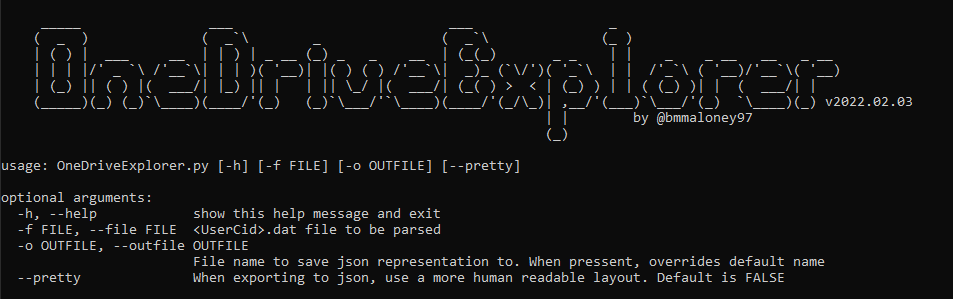 OneDriveExplorer
v2022.02.03
by @bmmaloney97
usage: OneDriveExplorer.py [-h] [-f FILE] [-o OUTFILE] [--pretty]
optional arguments:
-h, --help show this help message and exit
-f FILE, --file FILE <UserCid>.dat file to be parsed
-o OUTFILE, --outfile OUTFILE
File name to save json representation to. When pressent, overrides default name
--pretty When exporting to json, use a more human readable layout. Default is FALSE